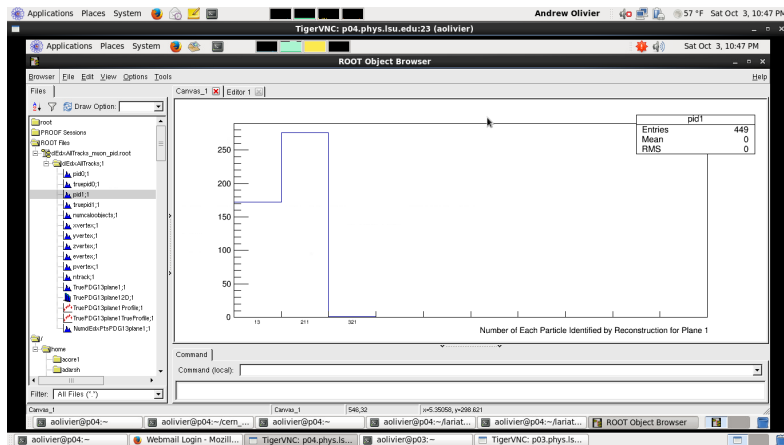 Applications Places System Andrew Olivier 57 °F Sat Oct 3, 10:47 PM
TigerVNC: p04.phys.lsu.edu:23 (aolivier)
Applications Places System Sat Oct 3, 10:47 PM
ROOT Object Browser
Browser File Edit View Options Tools Help
Files
Canvas_1 Editor 1
Draw Option:
root
PROOF Sessions
ROOT Files
dEdxAllTracks_muon_pid.root
dEdxAllTracks;1
pid0;1
truepid0;1
pid1;1
truepid1;1
numcaloobjects;1
xvertex;1
yvertex;1
zvertex;1
evertex;1
pvertex;1
ntrack;1
TruePDG13plane1;1
TruePDG13plane12D;1
TruePDG13plane1Profile;1
TruePDG13plane1TrueProfile;1
NumdEdxPtsPDG13plane1;1
/
home
acore1
adarsh
Filter: All Files (*.*)
pid1
Entries 449
Mean 0
RMS 0
250
200
150
100
50
0
13 211 321
Number of Each Particle Identified by Reconstruction for Plane 1
Command
Command (local):
Canvas_1 Canvas_1 546,32 x=5.35058, y=298.621
aolivier@p04:~ aolivier@p04:~/cern_... aolivier@p04:~ aolivier@p04:~/lariat... aolivier@p04:~/lariat... ROOT Object Browser
aolivier@p04:~ Webmail Login - Mozill... TigerVNC: p04.phys.ls... aolivier@p03:~ TigerVNC: p03.phys.ls...